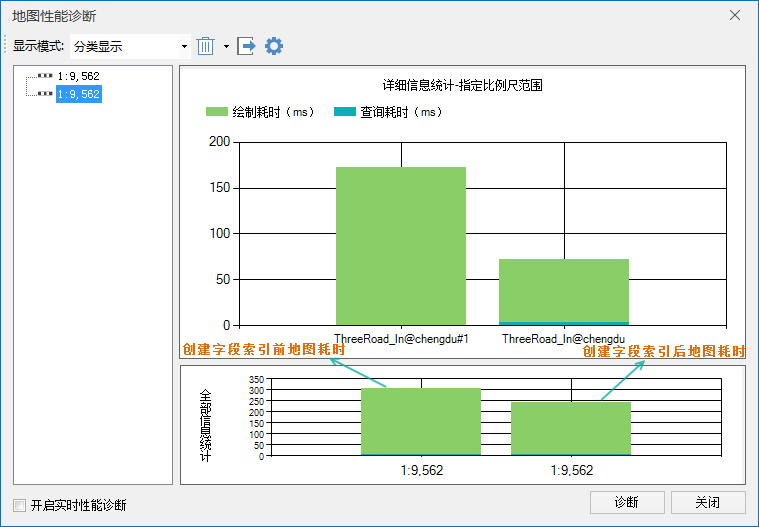 地图性能诊断
显示模式: 分类显示
1:9,562
1:9,562
详细信息统计-指定比例尺范围
绘制耗时（ms） 查询耗时（ms）
200
150
100
50
0
ThreeRoad_In@chengdu#1 ThreeRoad_In@chengdu
创建字段索引前地图耗时 创建字段索引后地图耗时
全部信息统计
350
300
250
200
150
100
50
0
1:9,562 1:9,562
开启实时性能诊断
诊断 关闭